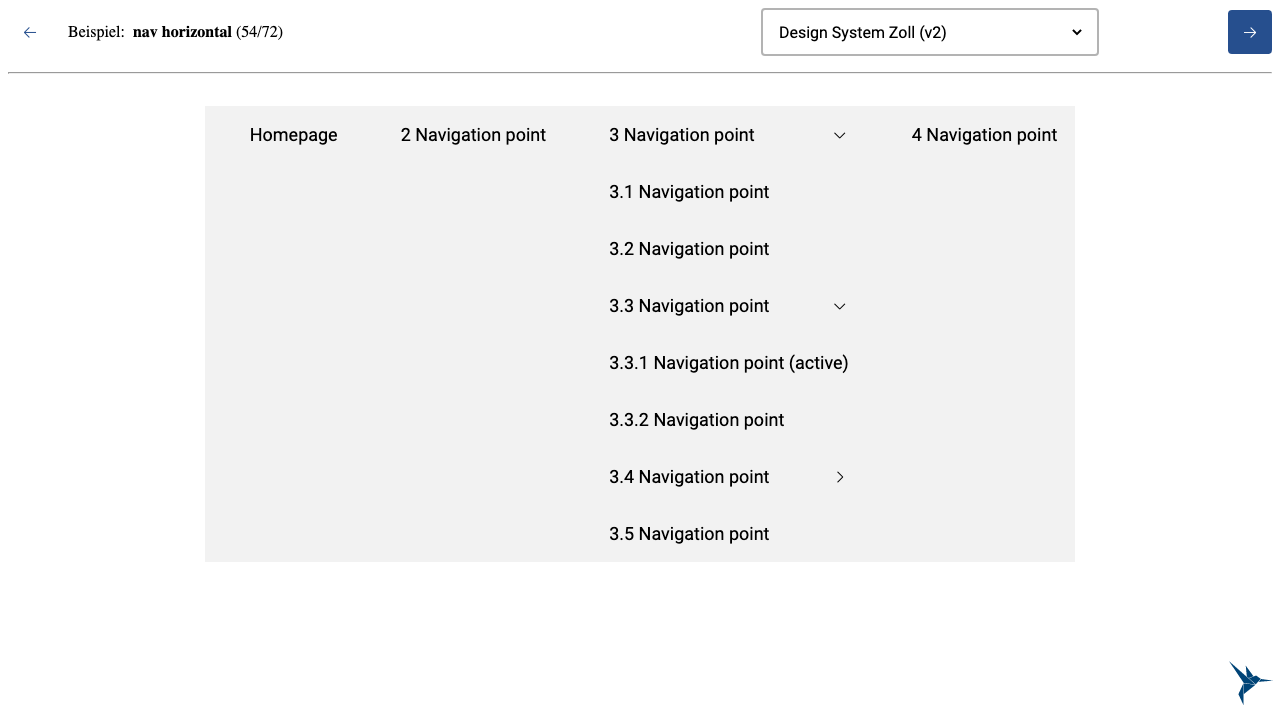 Beispiel: nav horizontal (54/72)
Design System Zoll (v2)
Homepage
2 Navigation point
3 Navigation point
4 Navigation point
3.1 Navigation point
3.2 Navigation point
3.3 Navigation point
3.3.1 Navigation point (active)
3.3.2 Navigation point
3.4 Navigation point
3.5 Navigation point